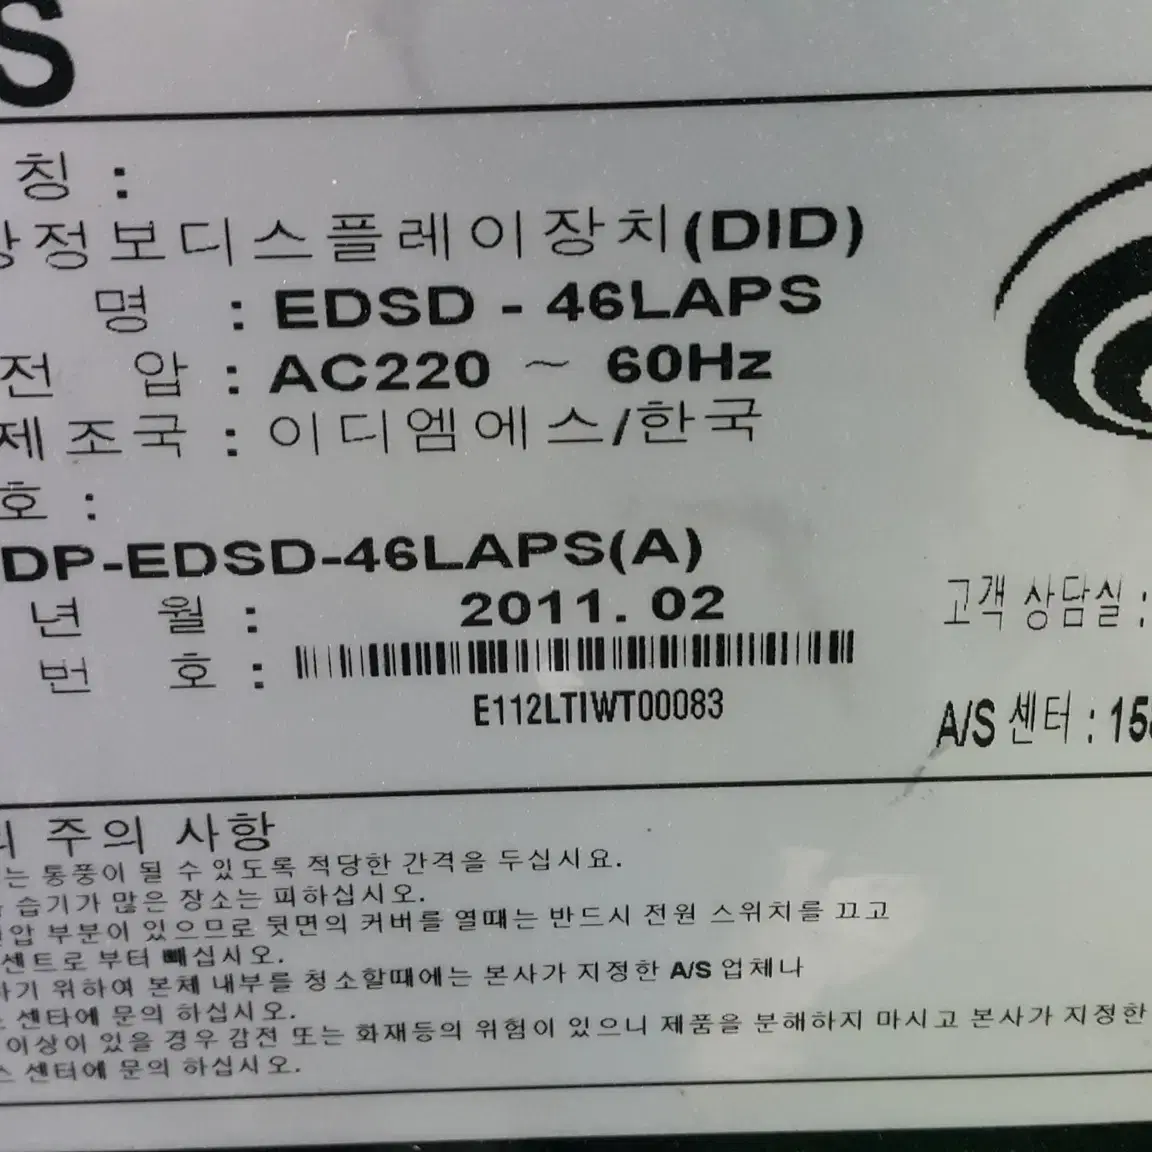 S
칭 :
상정보디스플레이장치(DID)
명 : EDSD - 46LAPS
전 압 : AC220 ~ 60Hz
제조국 : 이디엠에스/한국
호 :
DP-EDSD-46LAPS(A)
년 월 : 2011. 02
번 호 :
E112LTIWT00083
고객 상담실 :
A/S 센터 : 15
주의 사항
는 통풍이 될 수 있도록 적당한 간격을 두십시요.
습기가 많은 장소는 피하십시오.
압 부분이 있으므로 뒷면의 커버를 열때는 반드시 전원 스위치를 끄고
센트로 부터 빼십시오.
하기 위하여 본체 내부를 청소할때에는 본사가 지정한 A/S 업체나
센타에 문의 하십시오.
이상이 있을 경우 감전 또는 화재등의 위험이 있으니 제품을 분해하지 마시고 본사가 지정한
스 센터에 문의 하십시오.